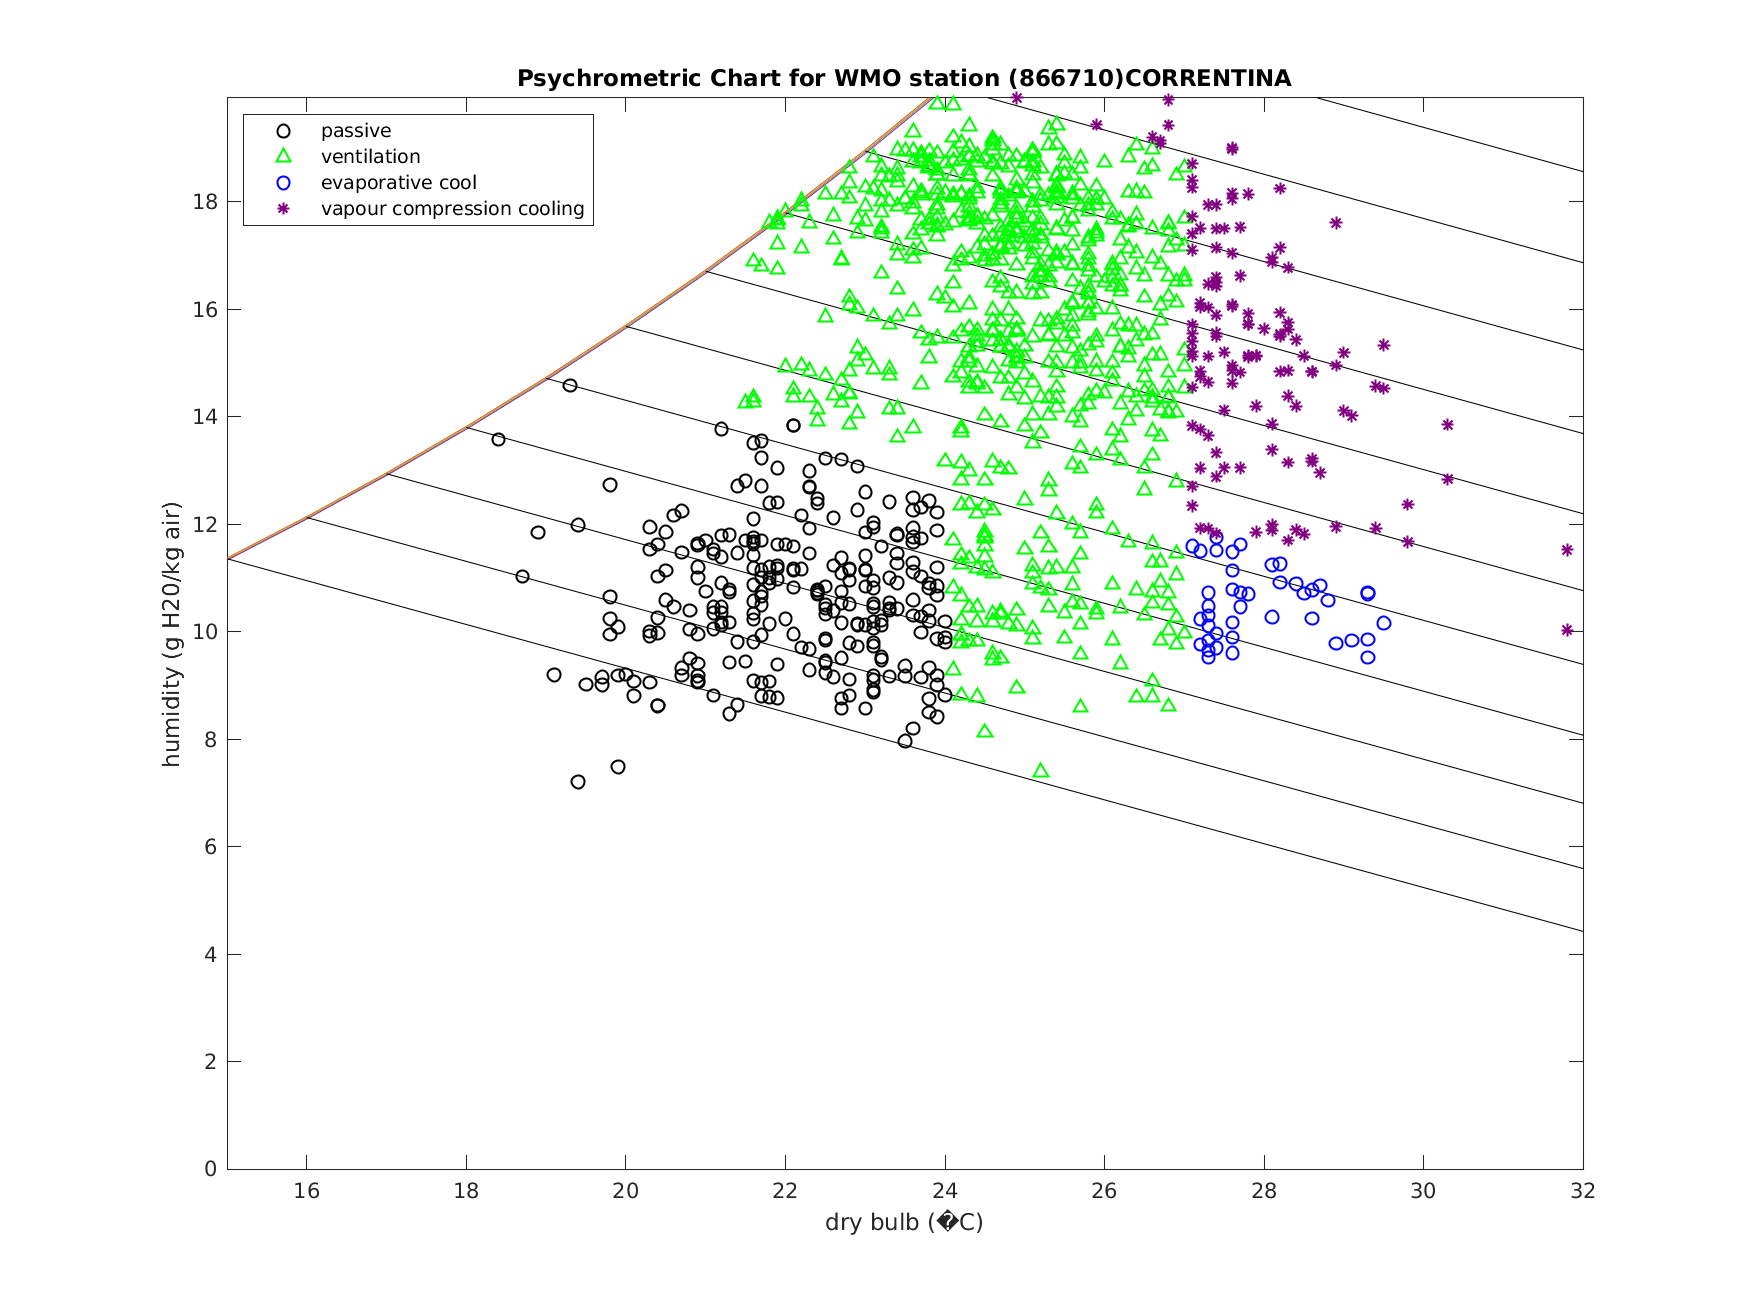 Psychrometric Chart for WMO station (866710)CORRENTINA
passive
ventilation
evaporative cool
vapour compression cooling
humidity (g H20/kg air)
18
16
14
12
10
8
6
4
2
0
16 18 20 22 24 26 28 30 32
dry bulb (�C)